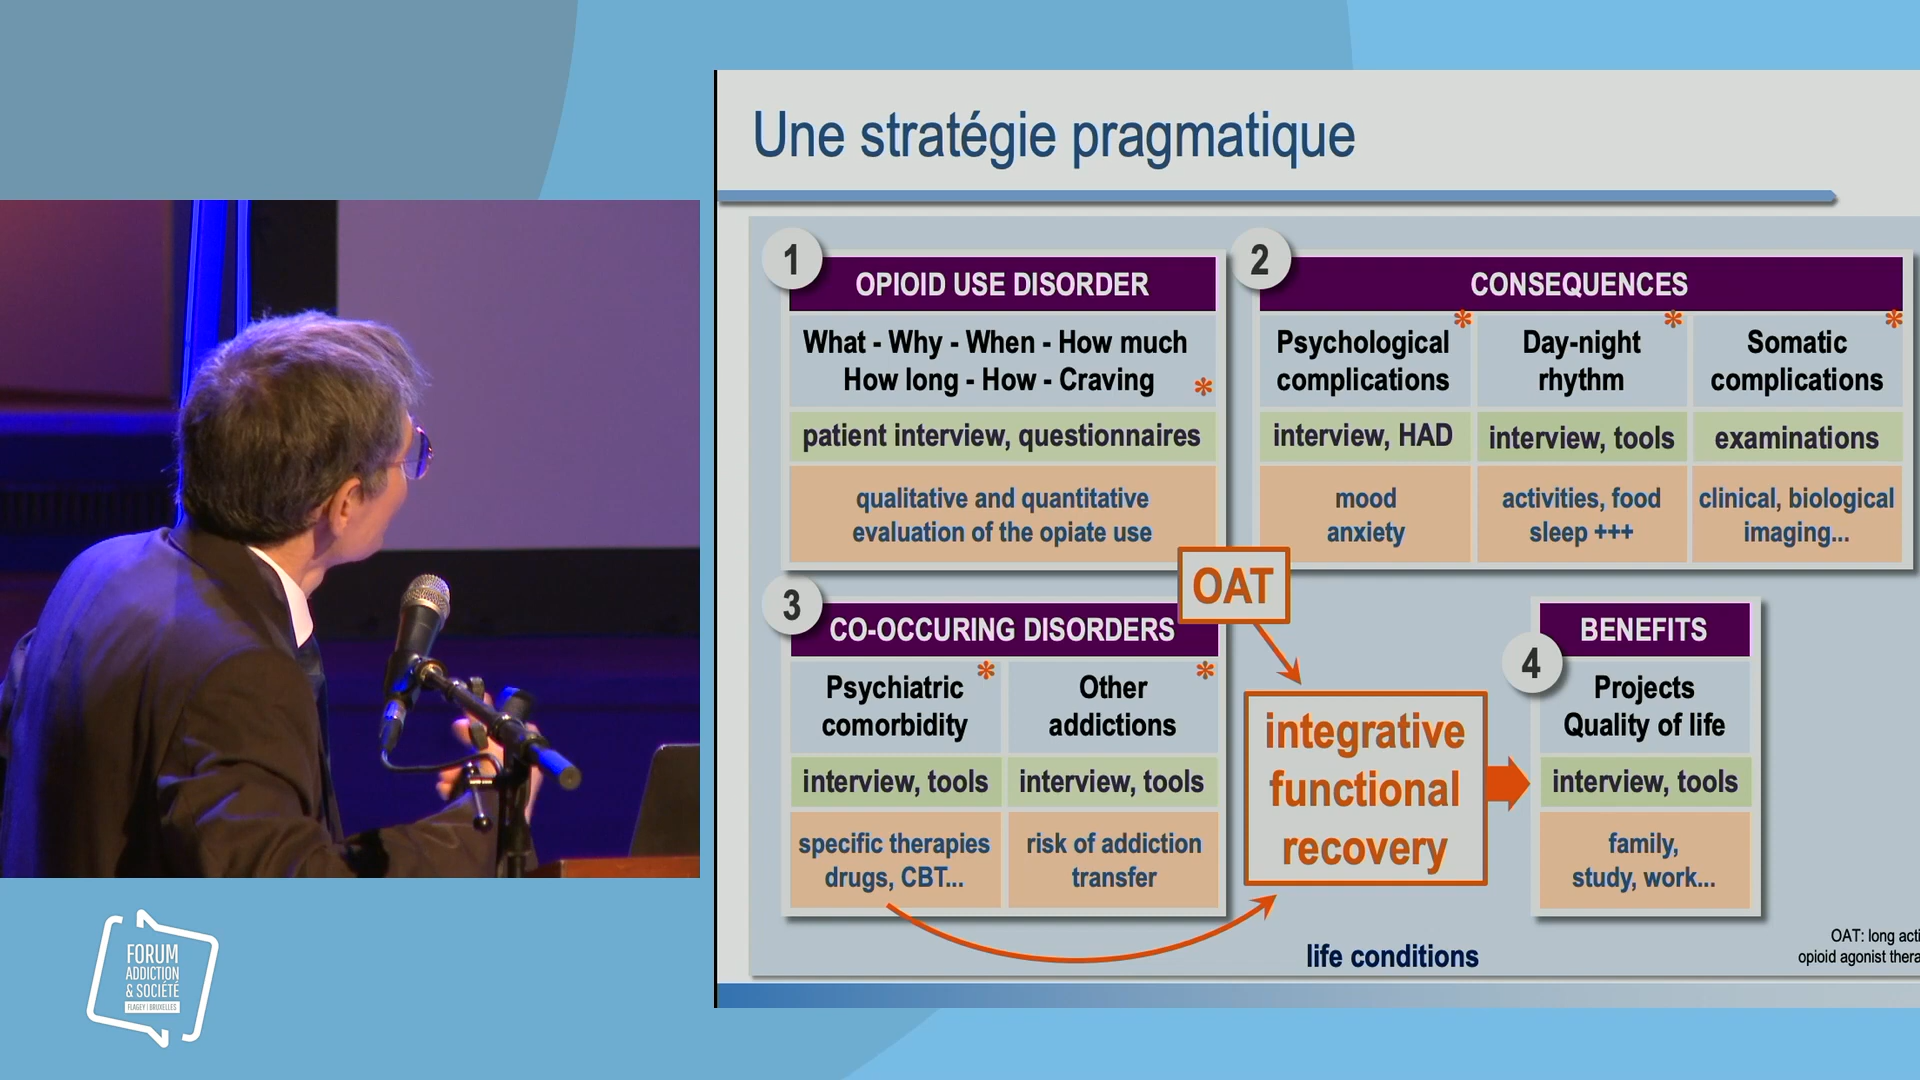 Une stratégie pragmatique
1
OPIOID USE DISORDER
What - Why - When - How much
How long - How - Craving *
patient interview, questionnaires
qualitative and quantitative
evaluation of the opiate use
2
CONSEQUENCES
Psychological *
complications
interview, HAD
mood
anxiety
Day-night *
rhythm
interview, tools
activities, food
sleep +++
Somatic *
complications
examinations
clinical, biological
imaging...
OAT
3
CO-OCCURING DISORDERS
Psychiatric *
comorbidity
interview, tools
specific therapies
drugs, CBT...
Other *
addictions
interview, tools
risk of addiction
transfer
integrative
functional
recovery
4
BENEFITS
Projects
Quality of life
interview, tools
family,
study, work...
life conditions
OAT: long acti
opioid agonist thera
FORUM
ADDICTION
& SOCIÉTÉ
FLAGEY | BRUXELLES